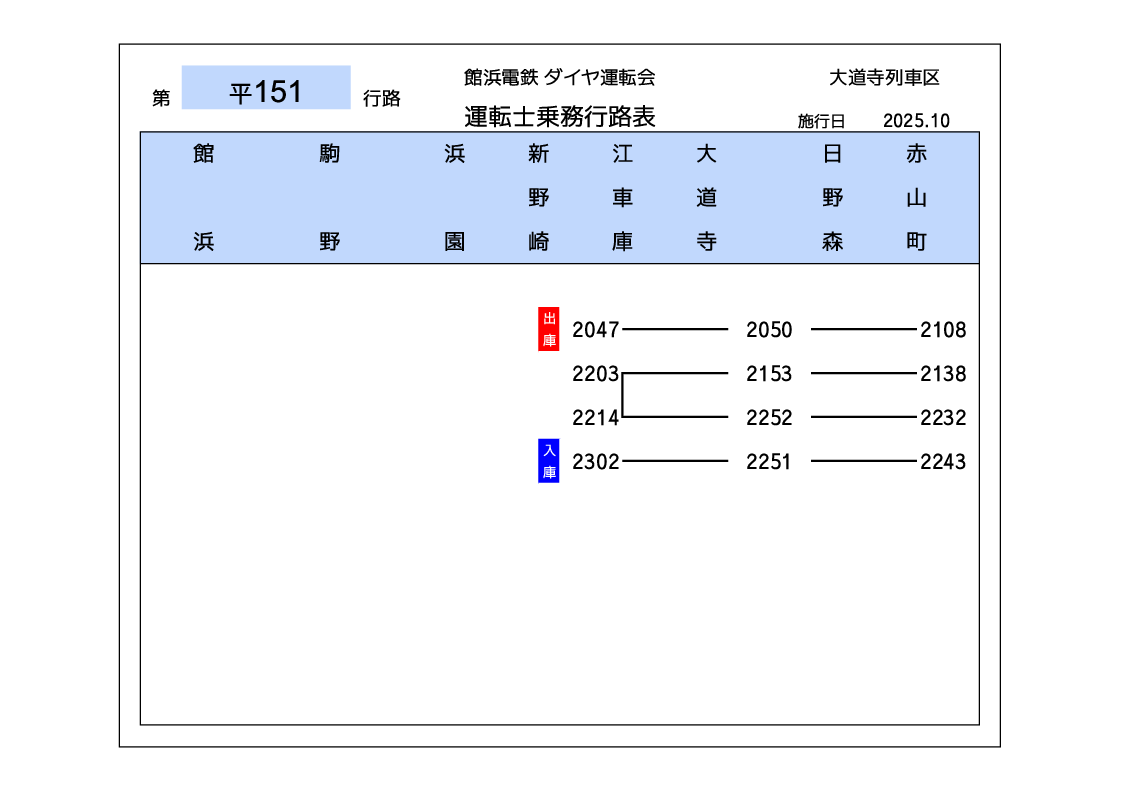 館浜電鉄 ダイヤ運転会
大道寺列車区
第 平151 行路
運転士乗務行路表
施行日 2025.10
館浜 駒野 浜園 新野崎 江車庫 大道寺 日野森 赤山町
出庫 2047 2050 2108
2203 2153 2138
2214 2252 2232
入庫 2302 2251 2243